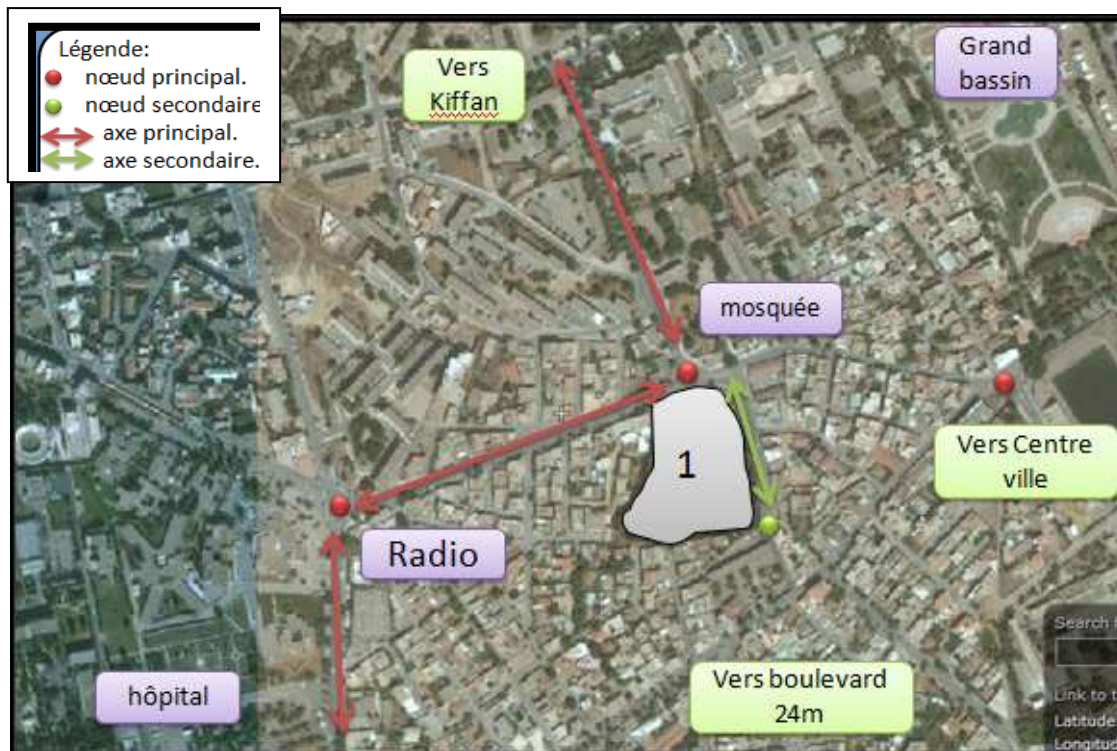 Légende:
nœud principal.
nœud secondaire
axe principal.
axe secondaire.
Vers
Kiffan
Grand
bassin
mosquée
1
Vers Centre
ville
Radio
hôpital
Vers boulevard
24m
Search
Link to t
Latitude
Longitu